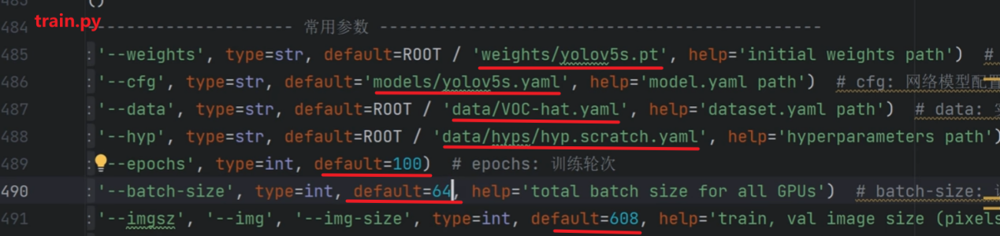 483 ()
train.py
484 -------------------- 常用参数 ---------------------------------------------
485 '--weights', type=str, default=ROOT / 'weights/yolov5s.pt', help='initial weights path') #
486 '--cfg', type=str, default='models/yolov5s.yaml', help='model.yaml path') # cfg: 网络模型配置
487 '--data', type=str, default=ROOT / 'data/VOC-hat.yaml', help='dataset.yaml path') # data:
488 '--hyp', type=str, default=ROOT / 'data/hyps/hyp.scratch.yaml', help='hyperparameters path')
489 '--epochs', type=int, default=100) # epochs: 训练轮次
490 '--batch-size', type=int, default=64, help='total batch size for all GPUs') # batch-size:
491 '--imgsz', '--img', '--img-size', type=int, default=608, help='train, val image size (pixels